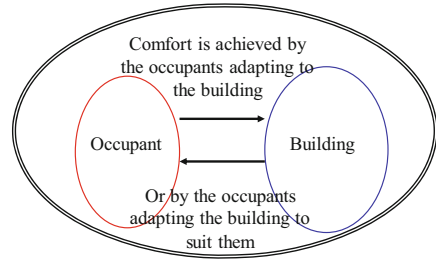 Comfort is achieved by
the occupants adapting to
the building
Occupant
Building
Or by the occupants
adapting the building to
suit them